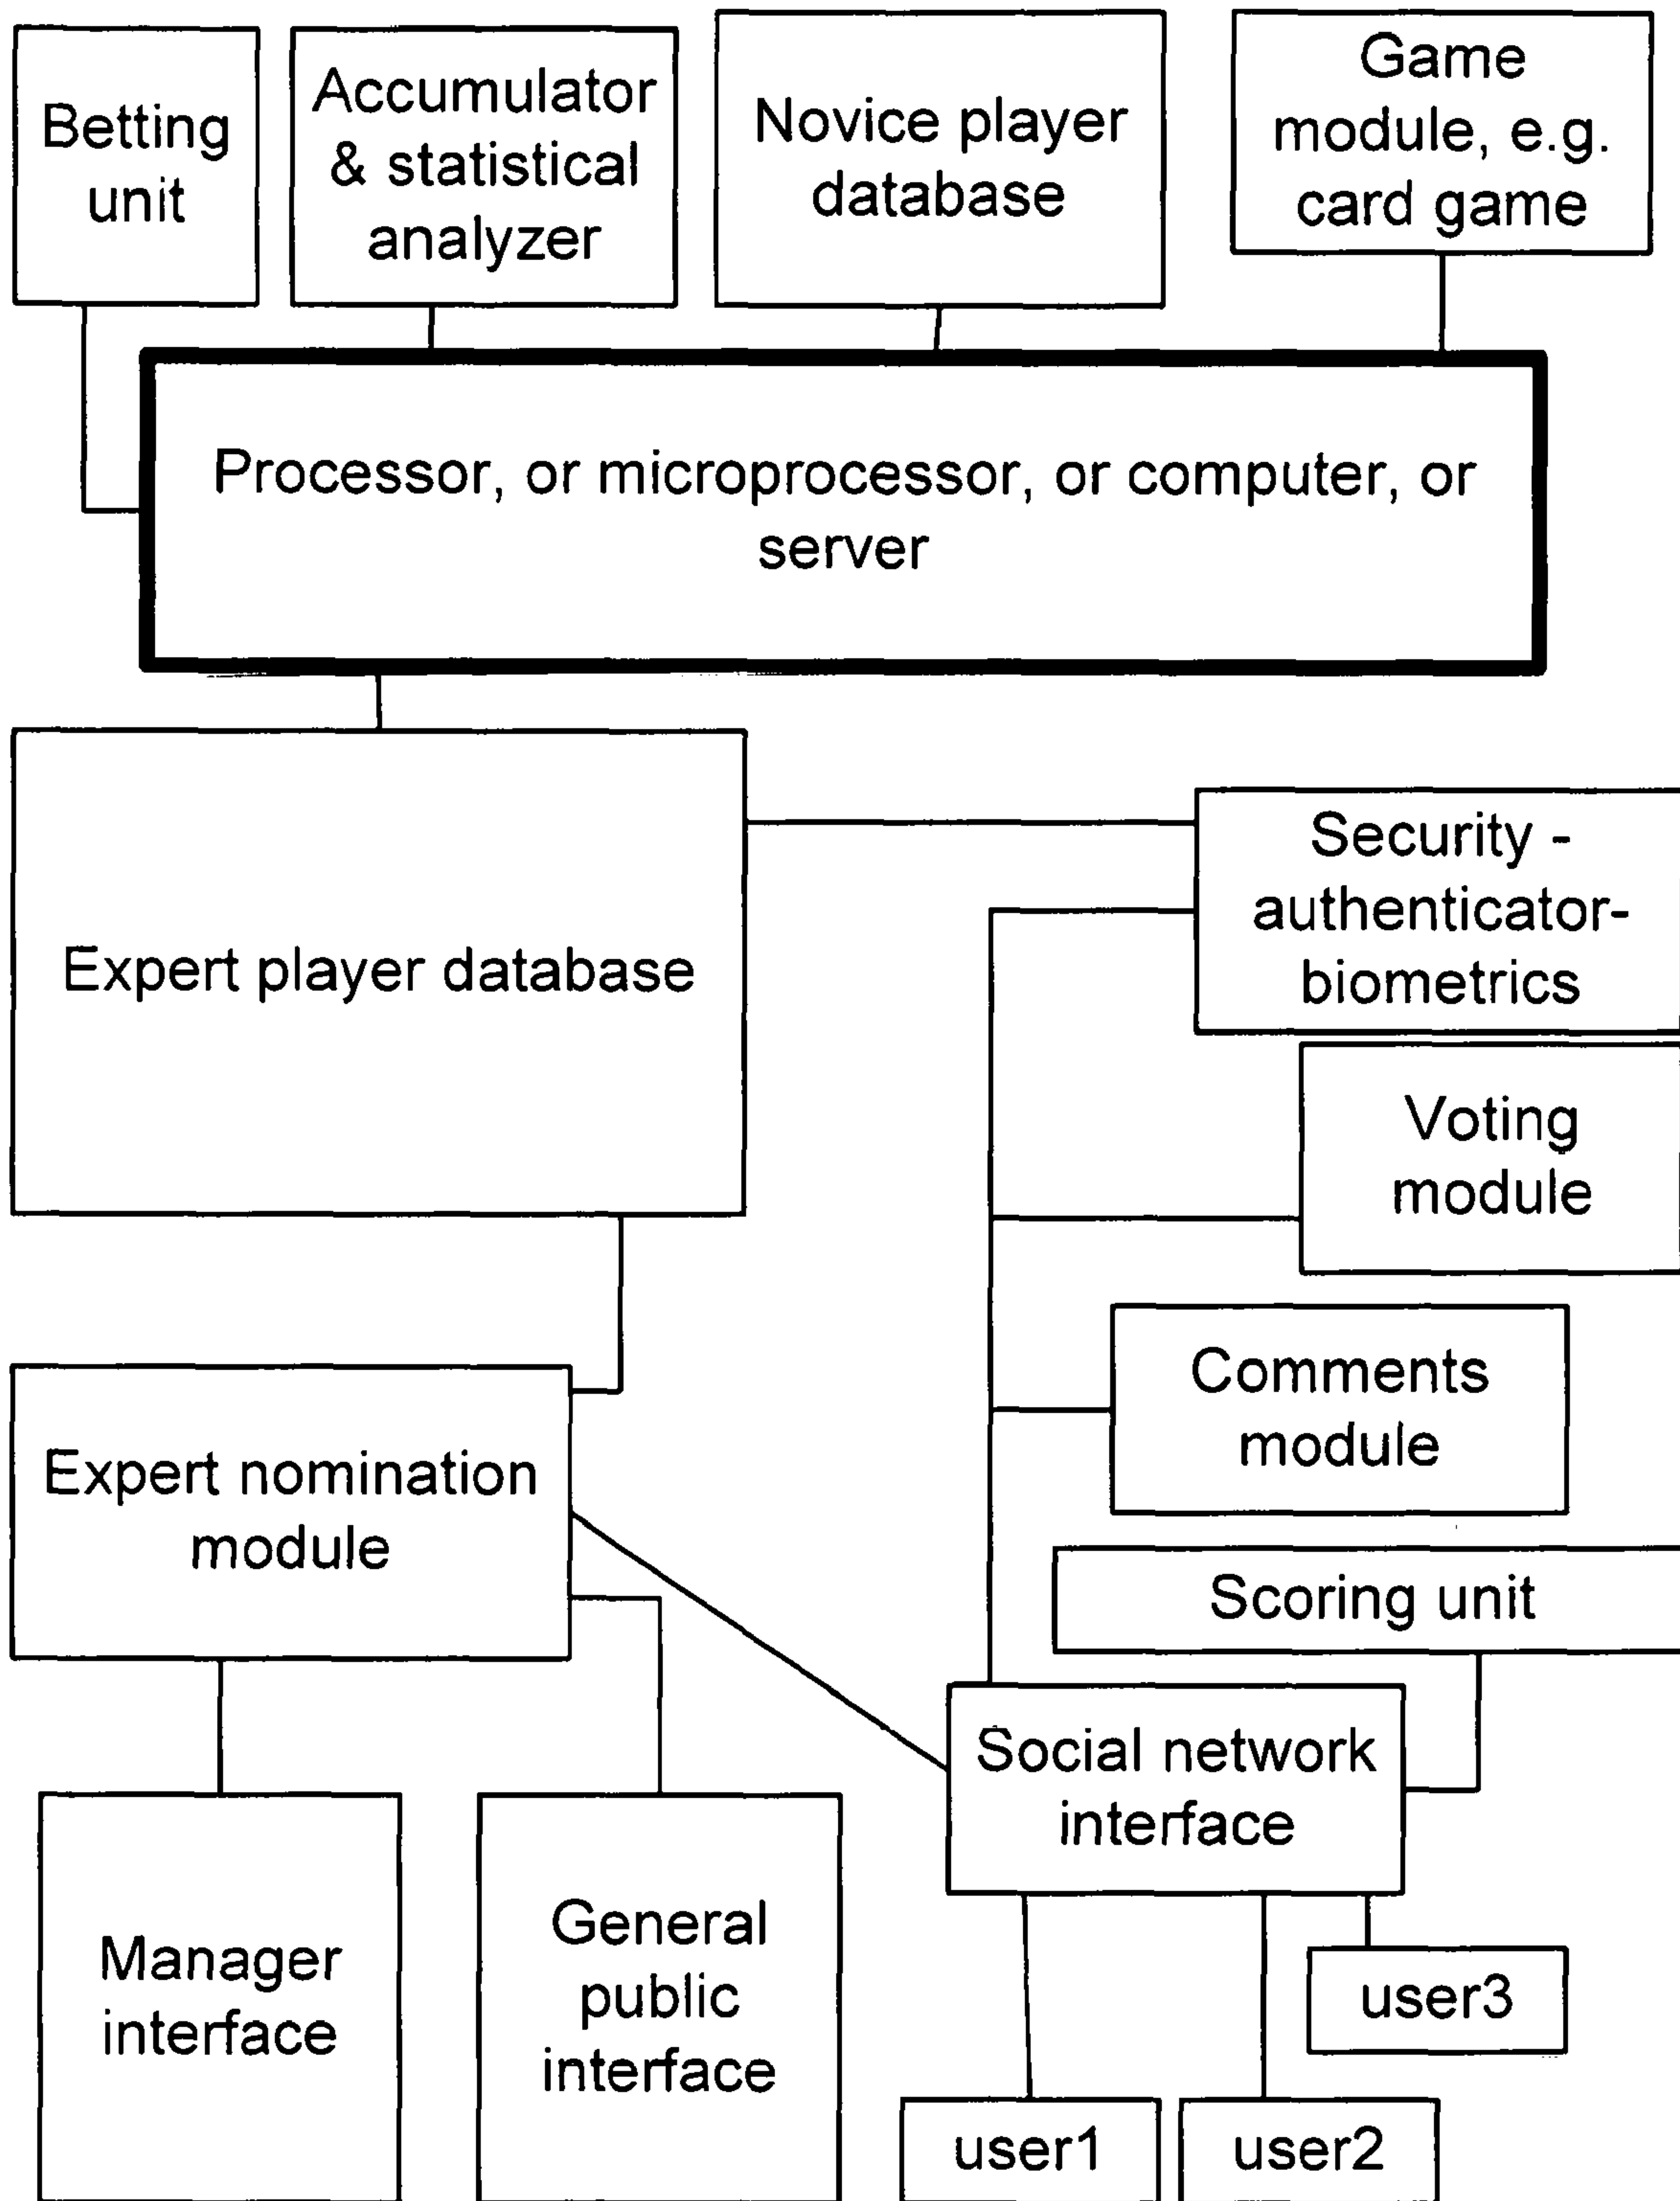 Betting
unit
Accumulator
& statistical
analyzer
Novice player
database
Game
module, e.g.
card game
Processor, or microprocessor, or computer, or
server
Expert player database
Security -
authenticator-
biometrics
Voting
module
Comments
module
Expert nomination
module
Scoring unit
Social network
interface
Manager
interface
General
public
interface
user3
user1
user2